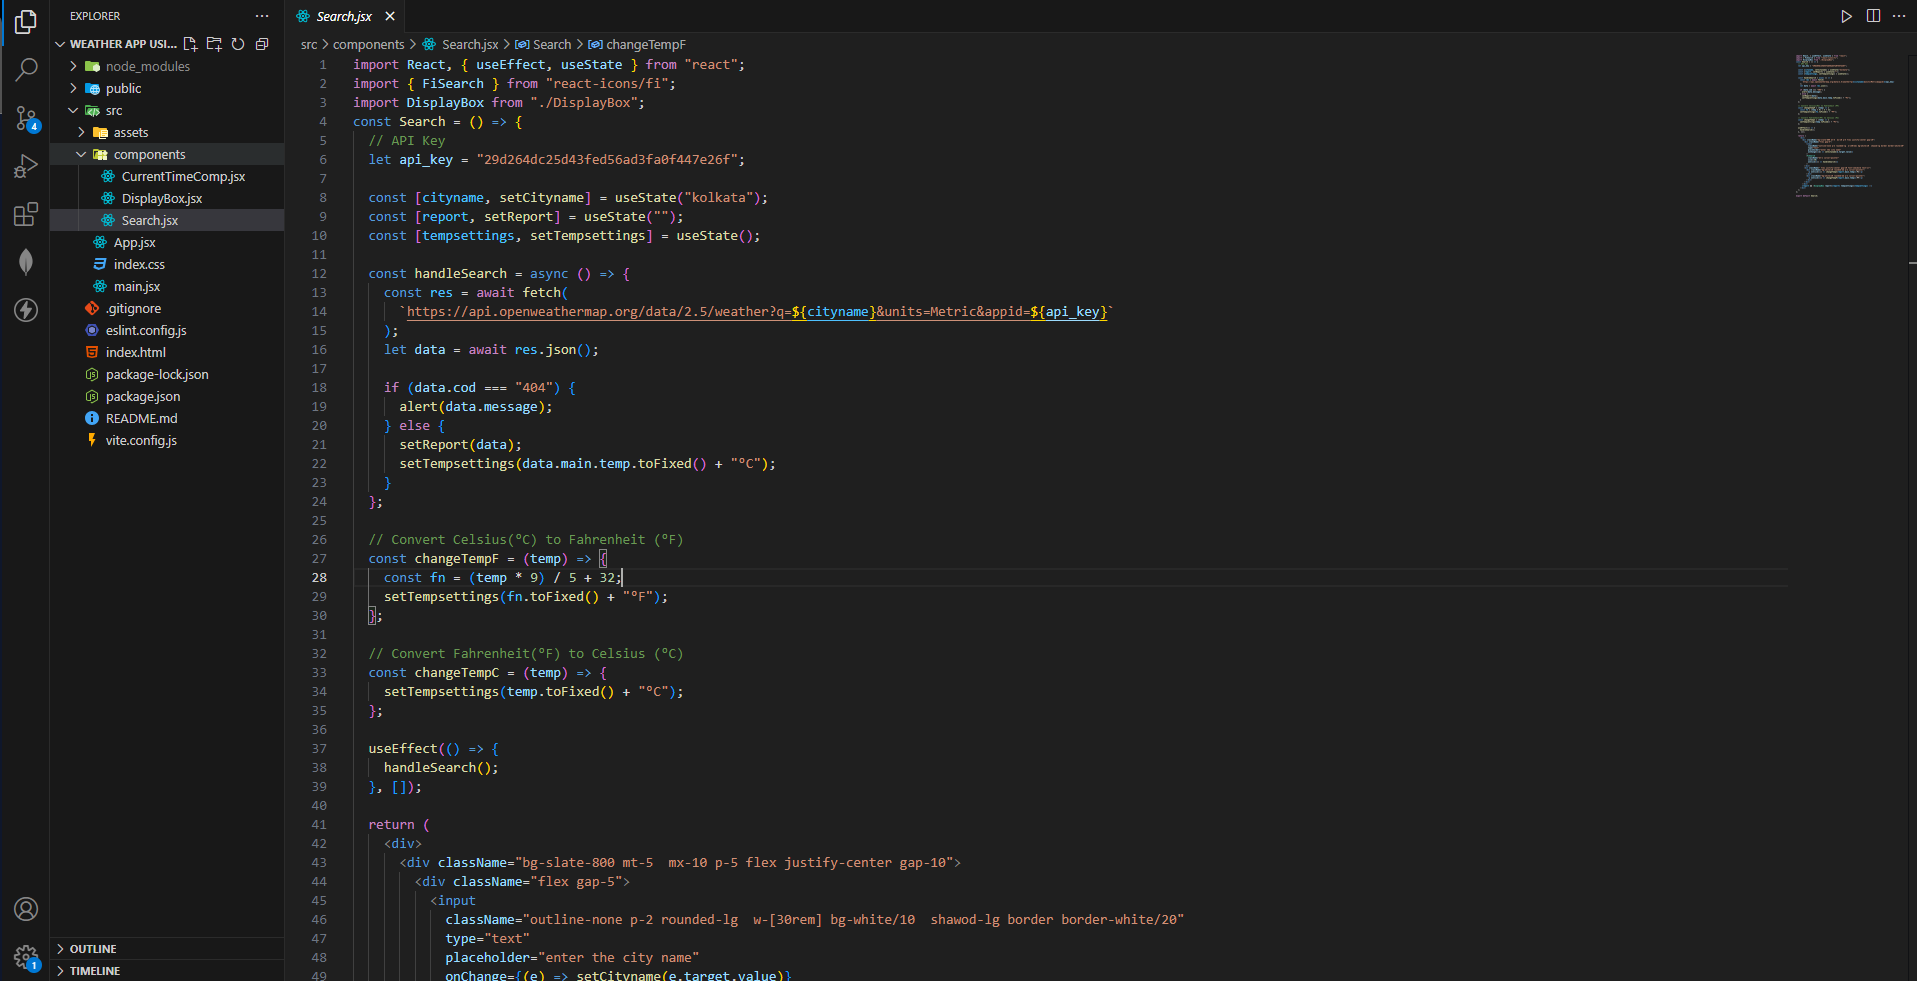 EXPLORER
WEATHER APP USI...
node_modules
public
src
assets
components
CurrentTimeComp.jsx
DisplayBox.jsx
Search.jsx
App.jsx
index.css
main.jsx
.gitignore
eslint.config.js
index.html
package-lock.json
package.json
README.md
vite.config.js
OUTLINE
TIMELINE
4
1
Search.jsx
src > components > Search.jsx > Search > changeTempF
1 import React, { useEffect, useState } from "react";
2 import { FiSearch } from "react-icons/fi";
3 import DisplayBox from "./DisplayBox";
4 const Search = () => {
5 // API Key
6 let api_key = "29d264dc25d43fed56ad3fa0f447e26f";
7
8 const [cityname, setCityname] = useState("kolkata");
9 const [report, setReport] = useState("");
10 const [tempsettings, setTempsettings] = useState();
11
12 const handleSearch = async () => {
13 const res = await fetch(
14 `https://api.openweathermap.org/data/2.5/weather?q=${cityname}&units=Metric&appid=${api_key}`
15 );
16 let data = await res.json();
17
18 if (data.cod === "404") {
19 alert(data.message);
20 } else {
21 setReport(data);
22 setTempsettings(data.main.temp.toFixed() + "°C");
23 }
24 };
25
26 // Convert Celsius(°C) to Fahrenheit (°F)
27 const changeTempF = (temp) => {
28 const fn = (temp * 9) / 5 + 32;
29 setTempsettings(fn.toFixed() + "°F");
30 };
31
32 // Convert Fahrenheit(°F) to Celsius (°C)
33 const changeTempC = (temp) => {
34 setTempsettings(temp.toFixed() + "°C");
35 };
36
37 useEffect(() => {
38 handleSearch();
39 }, []);
40
41 return (
42 <div>
43 <div className="bg-slate-800 mt-5  mx-10 p-5 flex justify-center gap-10">
44 <div className="flex gap-5">
45 <input
46 className="outline-none p-2 rounded-lg  w-[30rem] bg-white/10  shawod-lg border border-white/20"
47 type="text"
48 placeholder="enter the city name"
49 onChange={(e) => setCityname(e.target.value)}